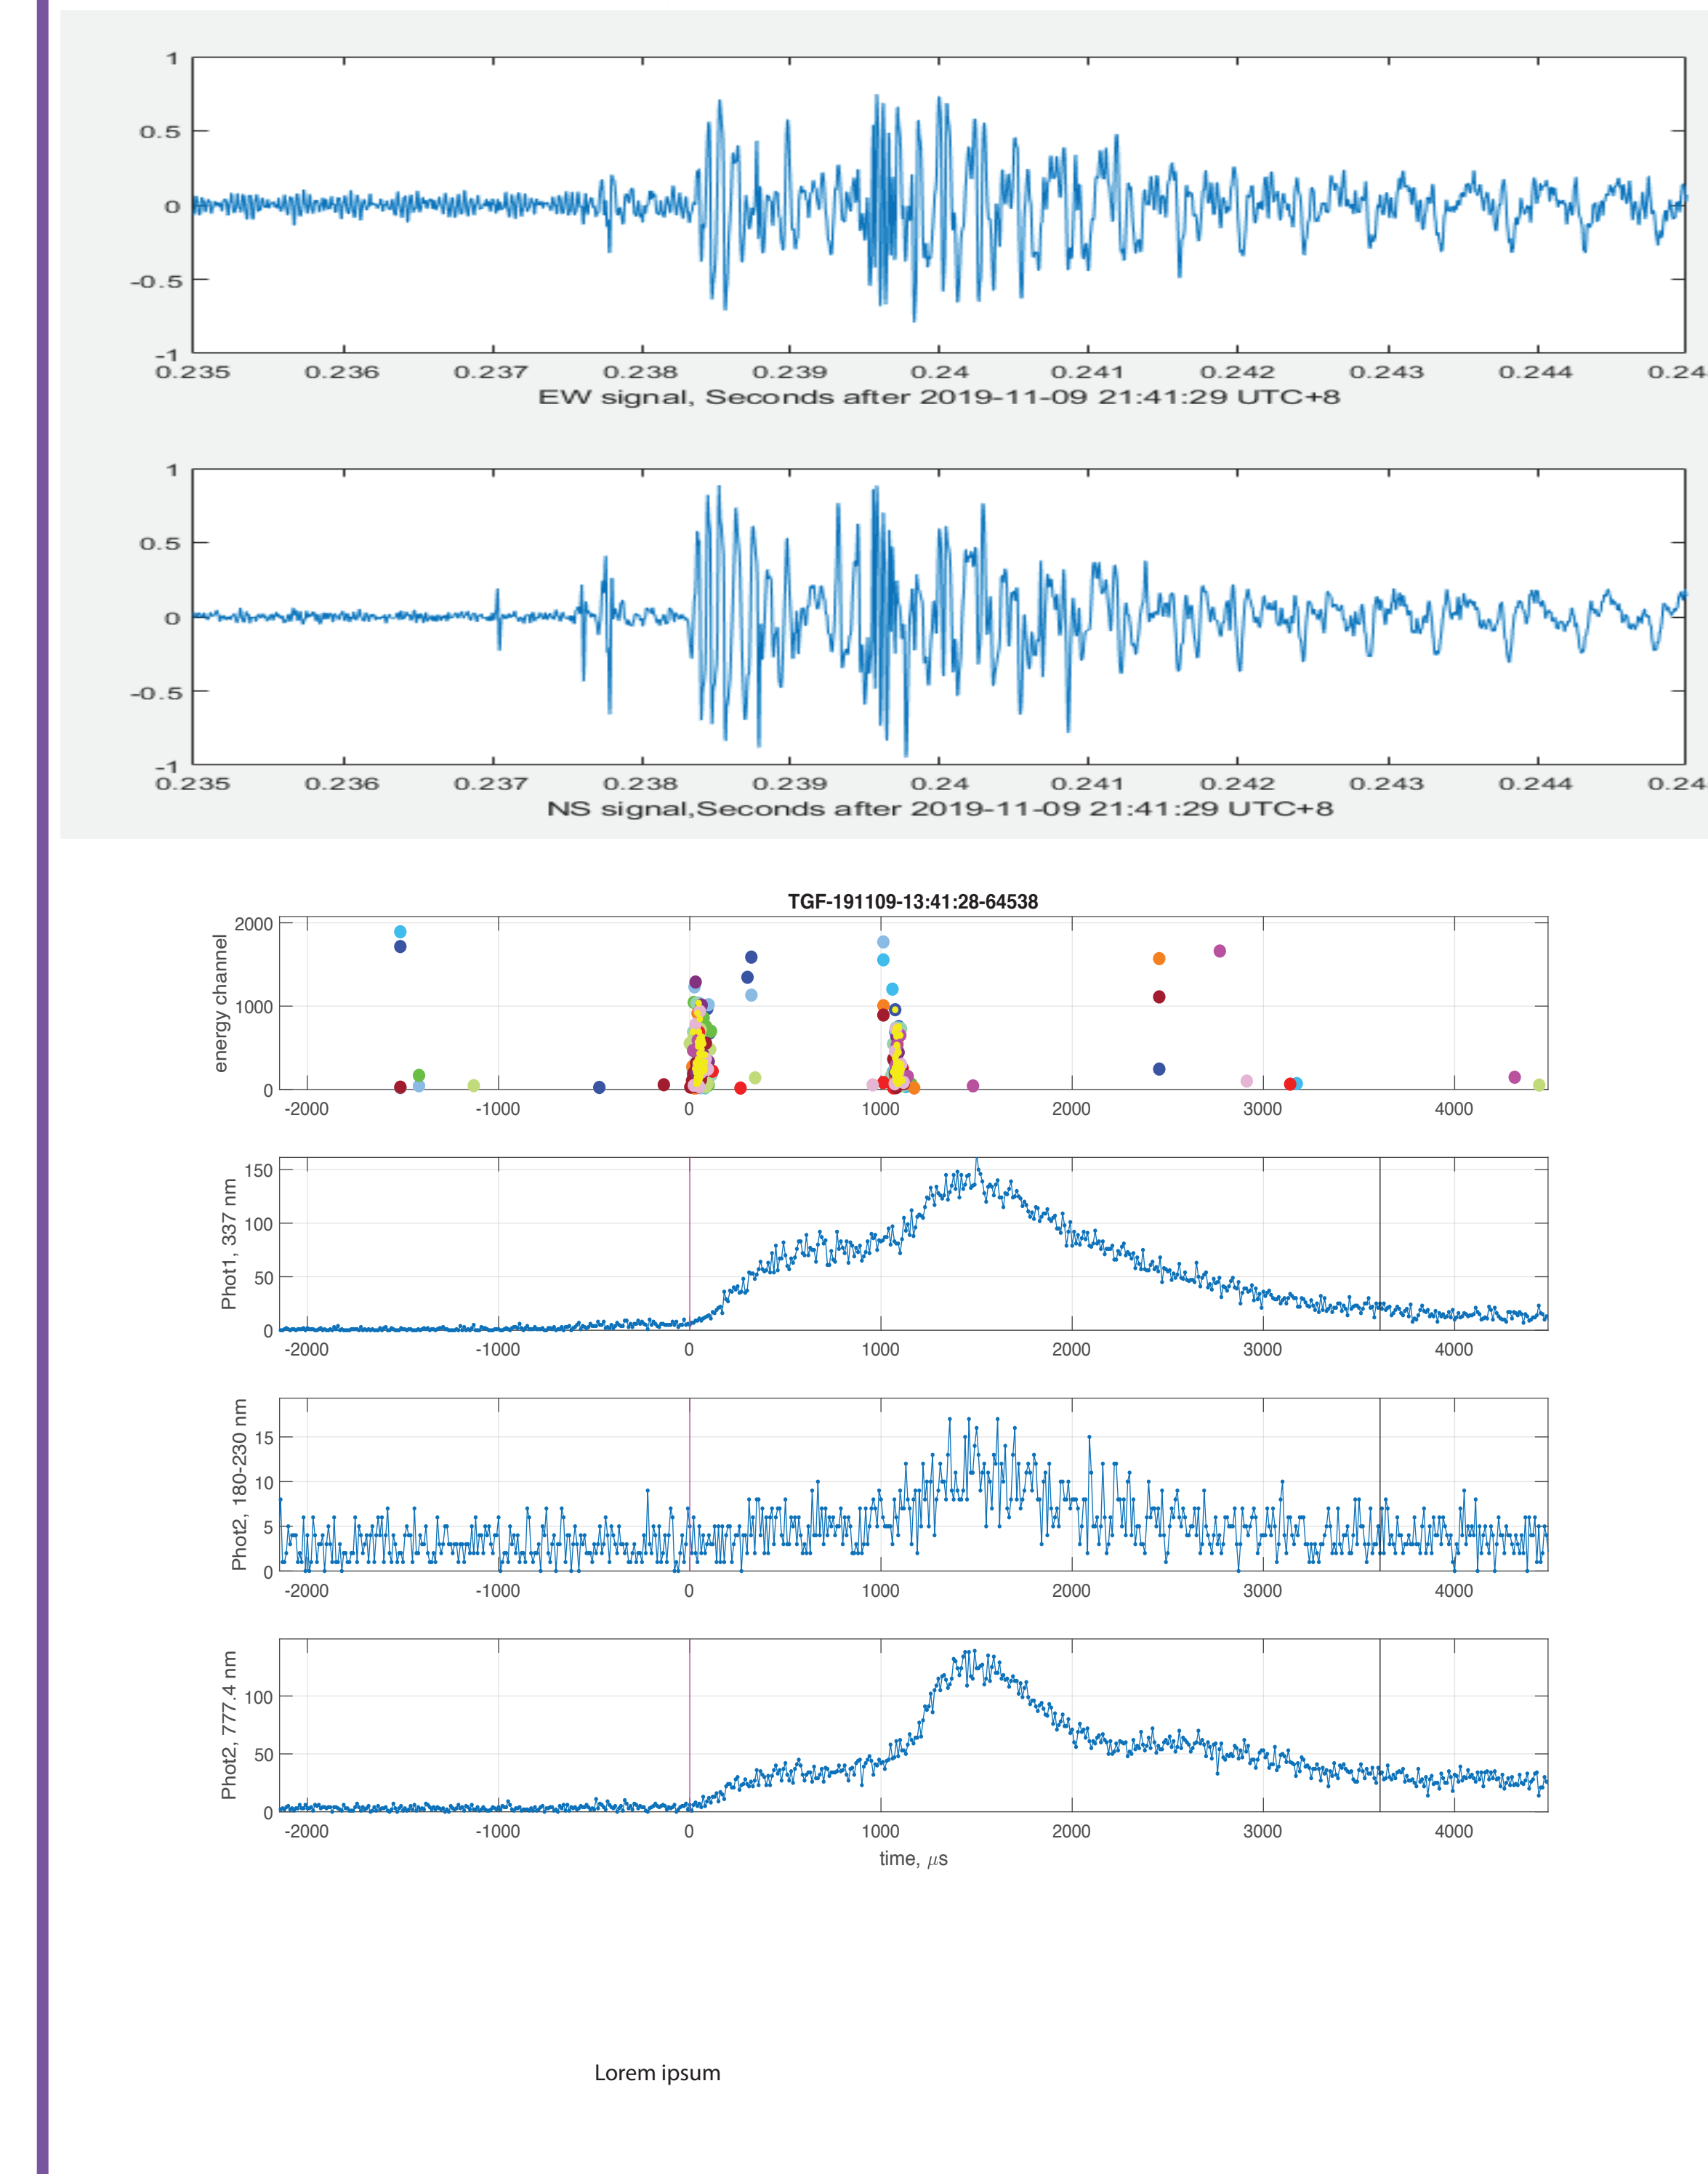 1
0.5
0
-0.5
-1
0.235 0.236 0.237 0.238 0.239 0.24 0.241 0.242 0.243 0.244 0.24
EW signal, Seconds after 2019-11-09 21:41:29 UTC+8
1
0.5
0
-0.5
-1
0.235 0.236 0.237 0.238 0.239 0.24 0.241 0.242 0.243 0.244 0.24
NS signal,Seconds after 2019-11-09 21:41:29 UTC+8
TGF-191109-13:41:28-64538
energy channel
2000
1000
0
-2000 -1000 0 1000 2000 3000 4000
Phot1, 337 nm
150
100
50
0
-2000 -1000 0 1000 2000 3000 4000
Phot2, 180-230 nm
15
10
5
0
-2000 -1000 0 1000 2000 3000 4000
Phot2, 777.4 nm
100
50
0
-2000 -1000 0 1000 2000 3000 4000
time, μs
Lorem ipsum